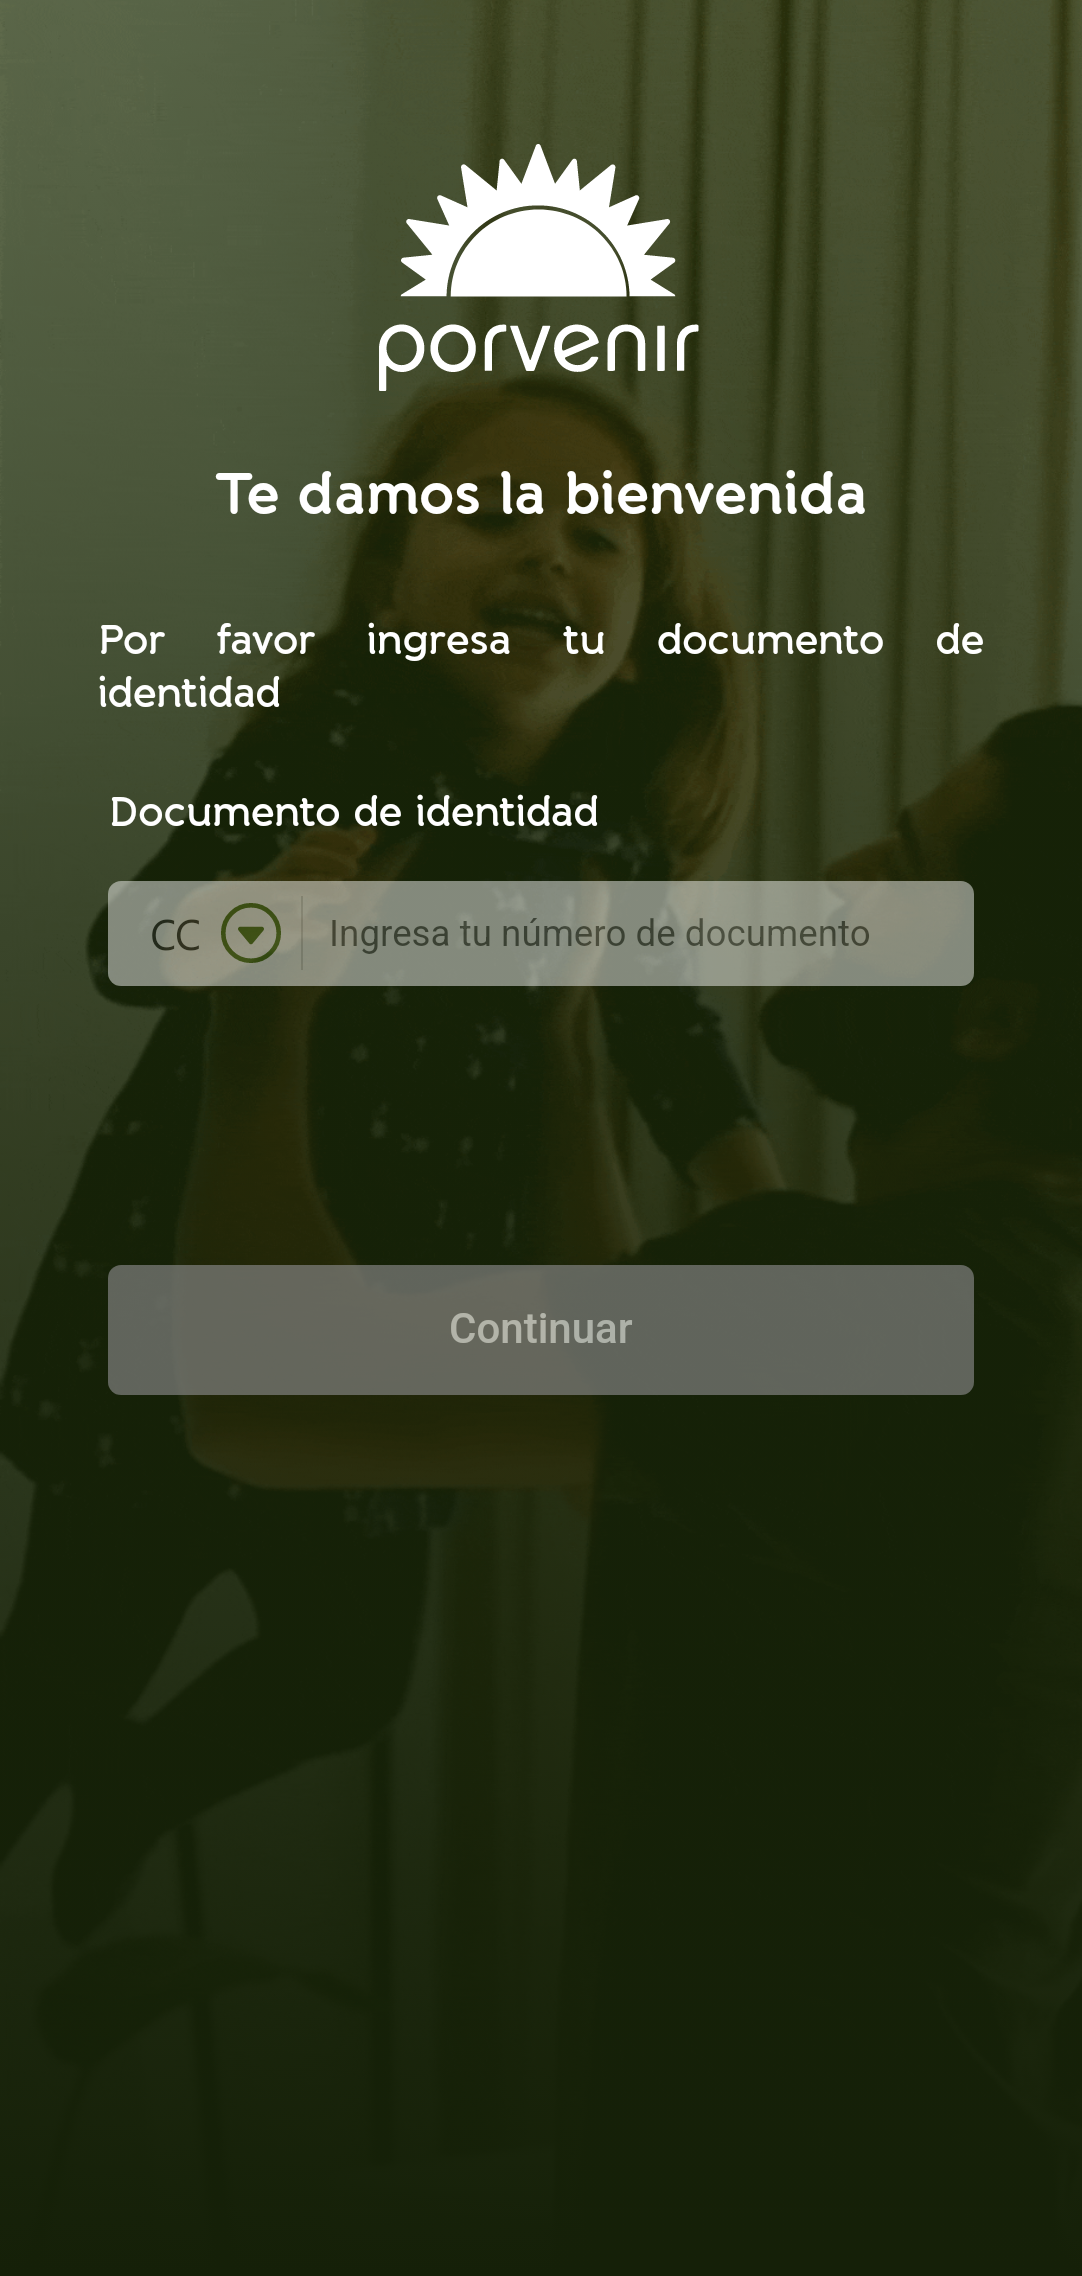 porvenir
Te damos la bienvenida
Por favor ingresa tu documento de
identidad
Documento de identidad
CC Ingresa tu número de documento
Continuar